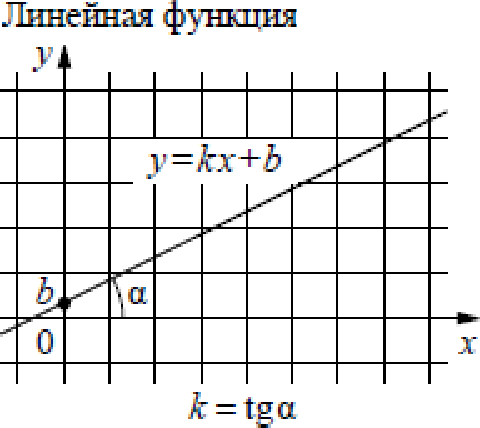 Линейная функция
y
y=kx+b
b
α
0
x
k = tgα